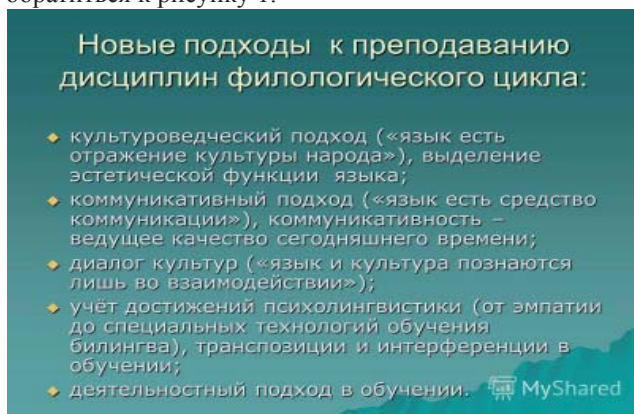 обратиться к рисунку 1.
Новые подходы к преподаванию
дисциплин филологического цикла:
культуроведческий подход («язык есть
отражение культуры народа»), выделение
эстетической функции языка;
коммуникативный подход («язык есть средство
коммуникации»), коммуникативность –
ведущее качество сегодняшнего времени;
диалог культур («язык и культура познаются
лишь во взаимодействии»);
учёт достижений психолингвистики (от эмпатии
до специальных технологий обучения
билингва), транспозиции и интерференции в
обучении;
деятельностный подход в обучении.
MyShared